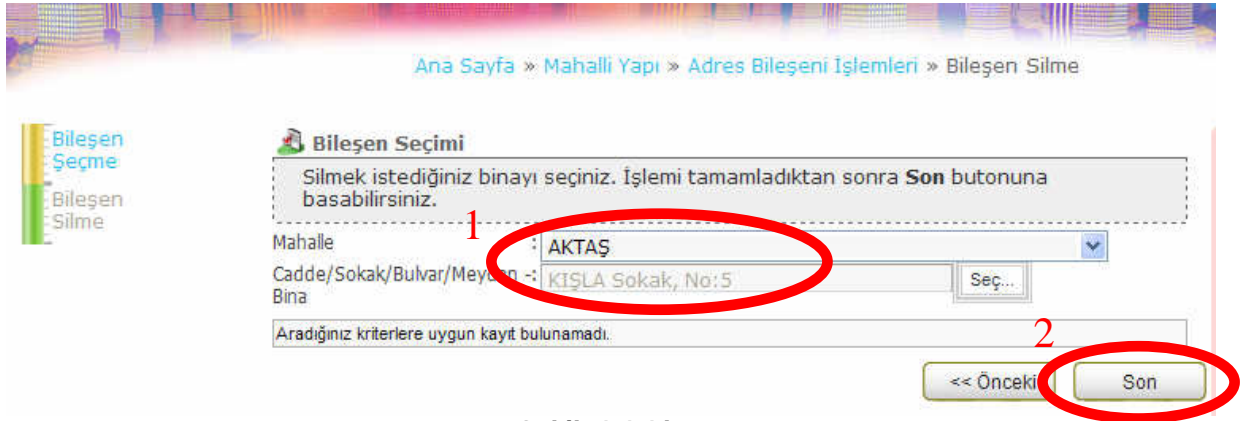 Ana Sayfa » Mahalli Yapı » Adres Bileşeni İşlemleri » Bileşen Silme
Bileşen
Seçme
Bileşen
Silme
Bileşen Seçimi
Silmek istediğiniz binayı seçiniz. İşlemi tamamladıktan sonra Son butonuna
basabilirsiniz.
1
Mahalle : AKTAŞ
Cadde/Sokak/Bulvar/Meydan -: KIŞLA Sokak, No:5 Seç...
Bina
Aradığınız kriterlere uygun kayıt bulunamadı.
2
<< Önceki Son